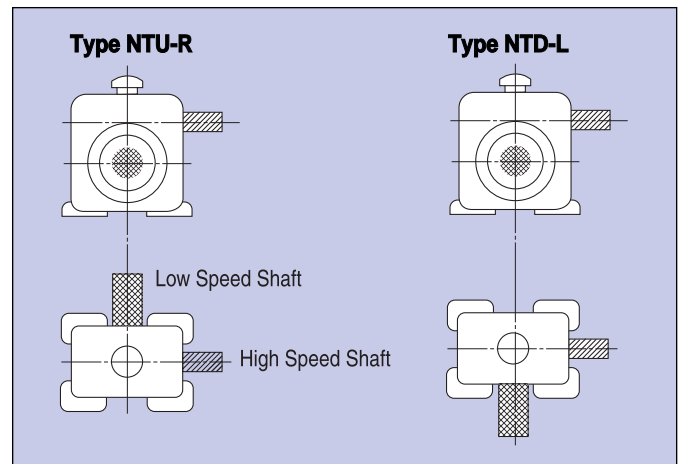 Type NTU-R
Type NTD-L
Low Speed Shaft
High Speed Shaft